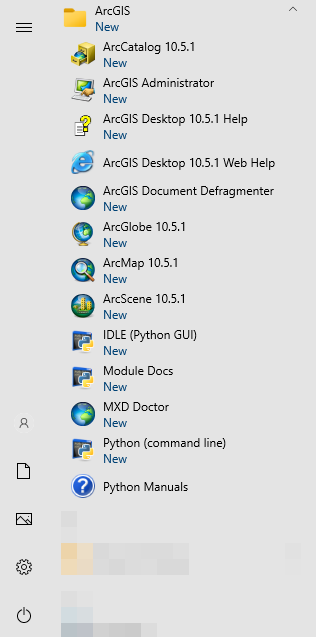 ArcGIS
New
ArcCatalog 10.5.1
New
ArcGIS Administrator
New
ArcGIS Desktop 10.5.1 Help
New
ArcGIS Desktop 10.5.1 Web Help
ArcGIS Document Defragmenter
New
ArcGlobe 10.5.1
New
ArcMap 10.5.1
New
ArcScene 10.5.1
New
IDLE (Python GUI)
New
Module Docs
New
MXD Doctor
New
Python (command line)
New
Python Manuals